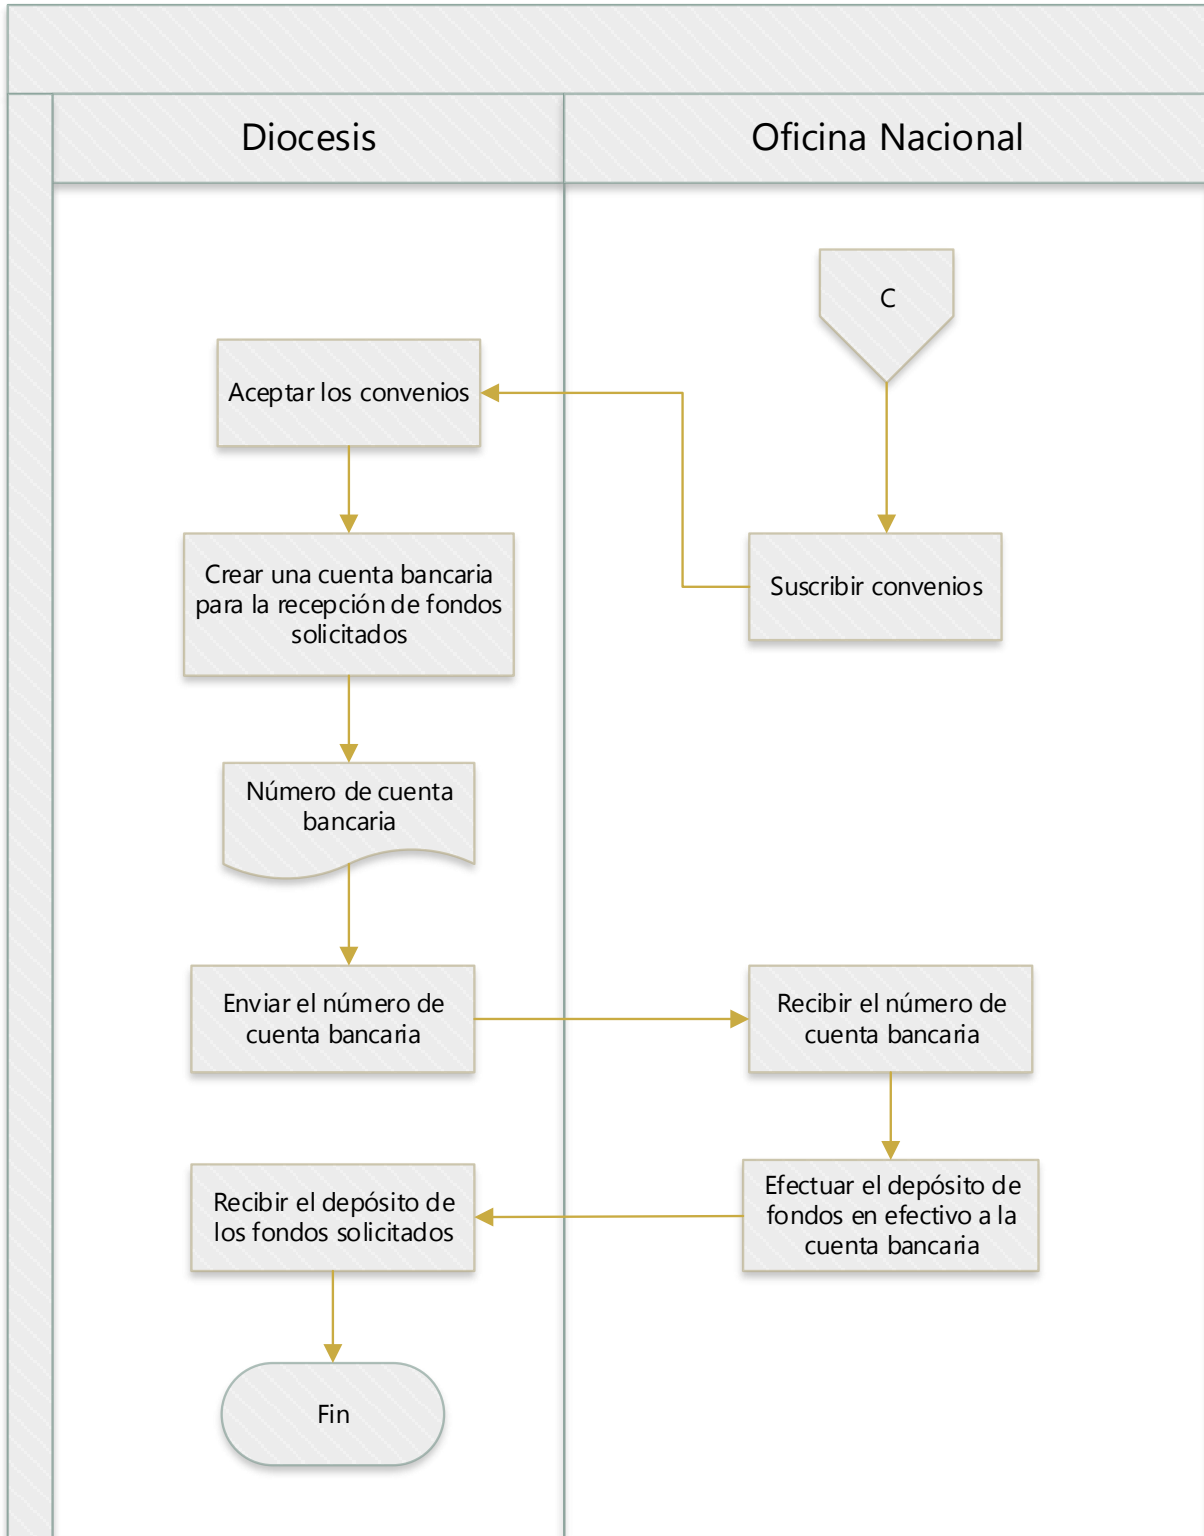 Diocesis
Oficina Nacional
C
Aceptar los convenios
Suscribir convenios
Crear una cuenta bancaria
para la recepción de fondos
solicitados
Número de cuenta
bancaria
Enviar el número de
cuenta bancaria
Recibir el número de
cuenta bancaria
Efectuar el depósito de
fondos en efectivo a la
cuenta bancaria
Recibir el depósito de
los fondos solicitados
Fin